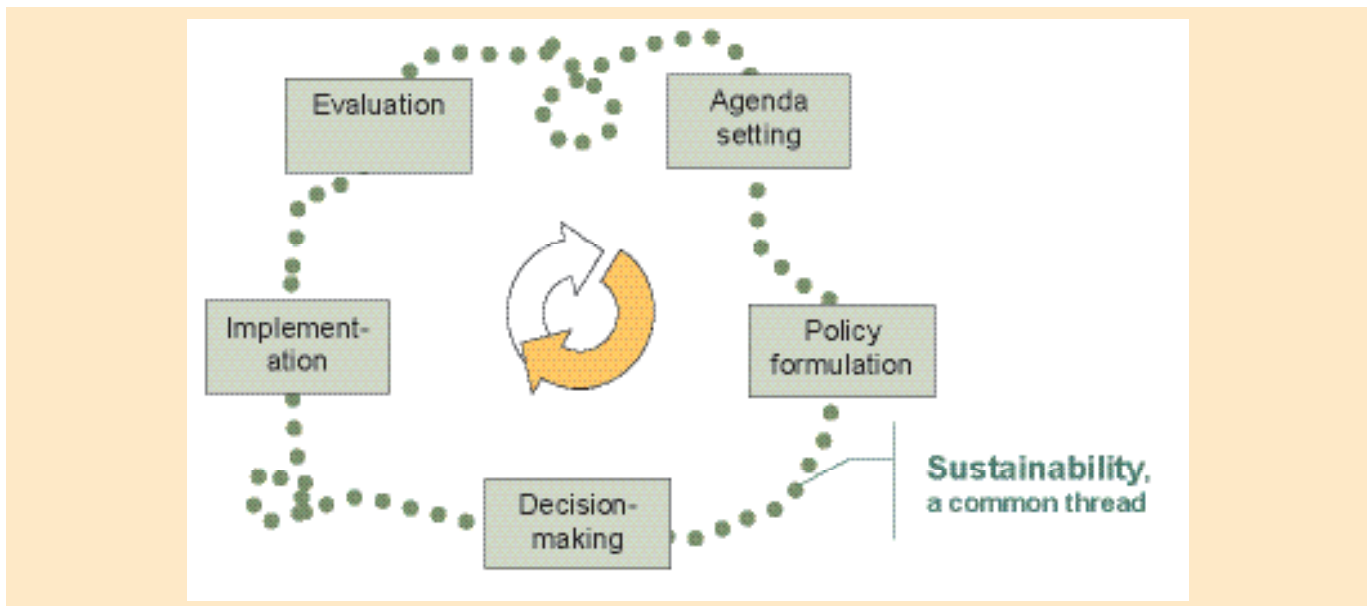 Evaluation
Agenda
setting
Implement-
ation
Policy
formulation
Decision-
making
Sustainability,
a common thread